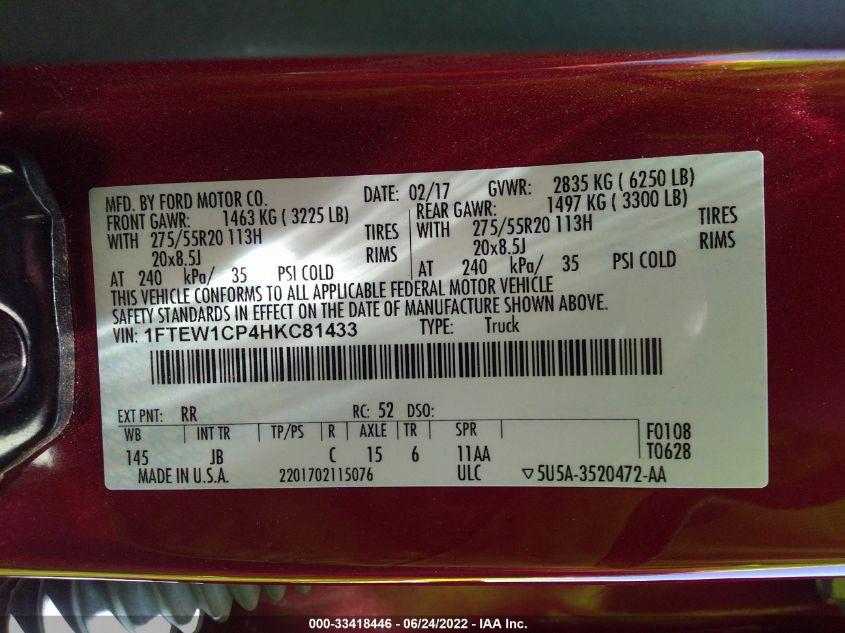 MFD. BY FORD MOTOR CO. DATE: 02/17 GVWR: 2835 KG ( 6250 LB)
FRONT GAWR: 1463 KG ( 3225 LB) REAR GAWR: 1497 KG ( 3300 LB)
WITH 275/55R20 113H TIRES WITH 275/55R20 113H TIRES
20x8.5J RIMS 20x8.5J RIMS
AT 240 kPa/ 35 PSI COLD AT 240 kPa/ 35 PSI COLD
THIS VEHICLE CONFORMS TO ALL APPLICABLE FEDERAL MOTOR VEHICLE
SAFETY STANDARDS IN EFFECT ON THE DATE OF MANUFACTURE SHOWN ABOVE.
VIN: 1FTEW1CP4HKC81433 TYPE: Truck
EXT PNT: RR RC: 52 DSO:
WB INT TR TP/PS R AXLE TR SPR F0108
145 JB C 15 6 11AA T0628
MADE IN U.S.A. 2201702115076 ULC ▽5U5A-3520472-AA
000-33418446 - 06/24/2022 - IAA Inc.